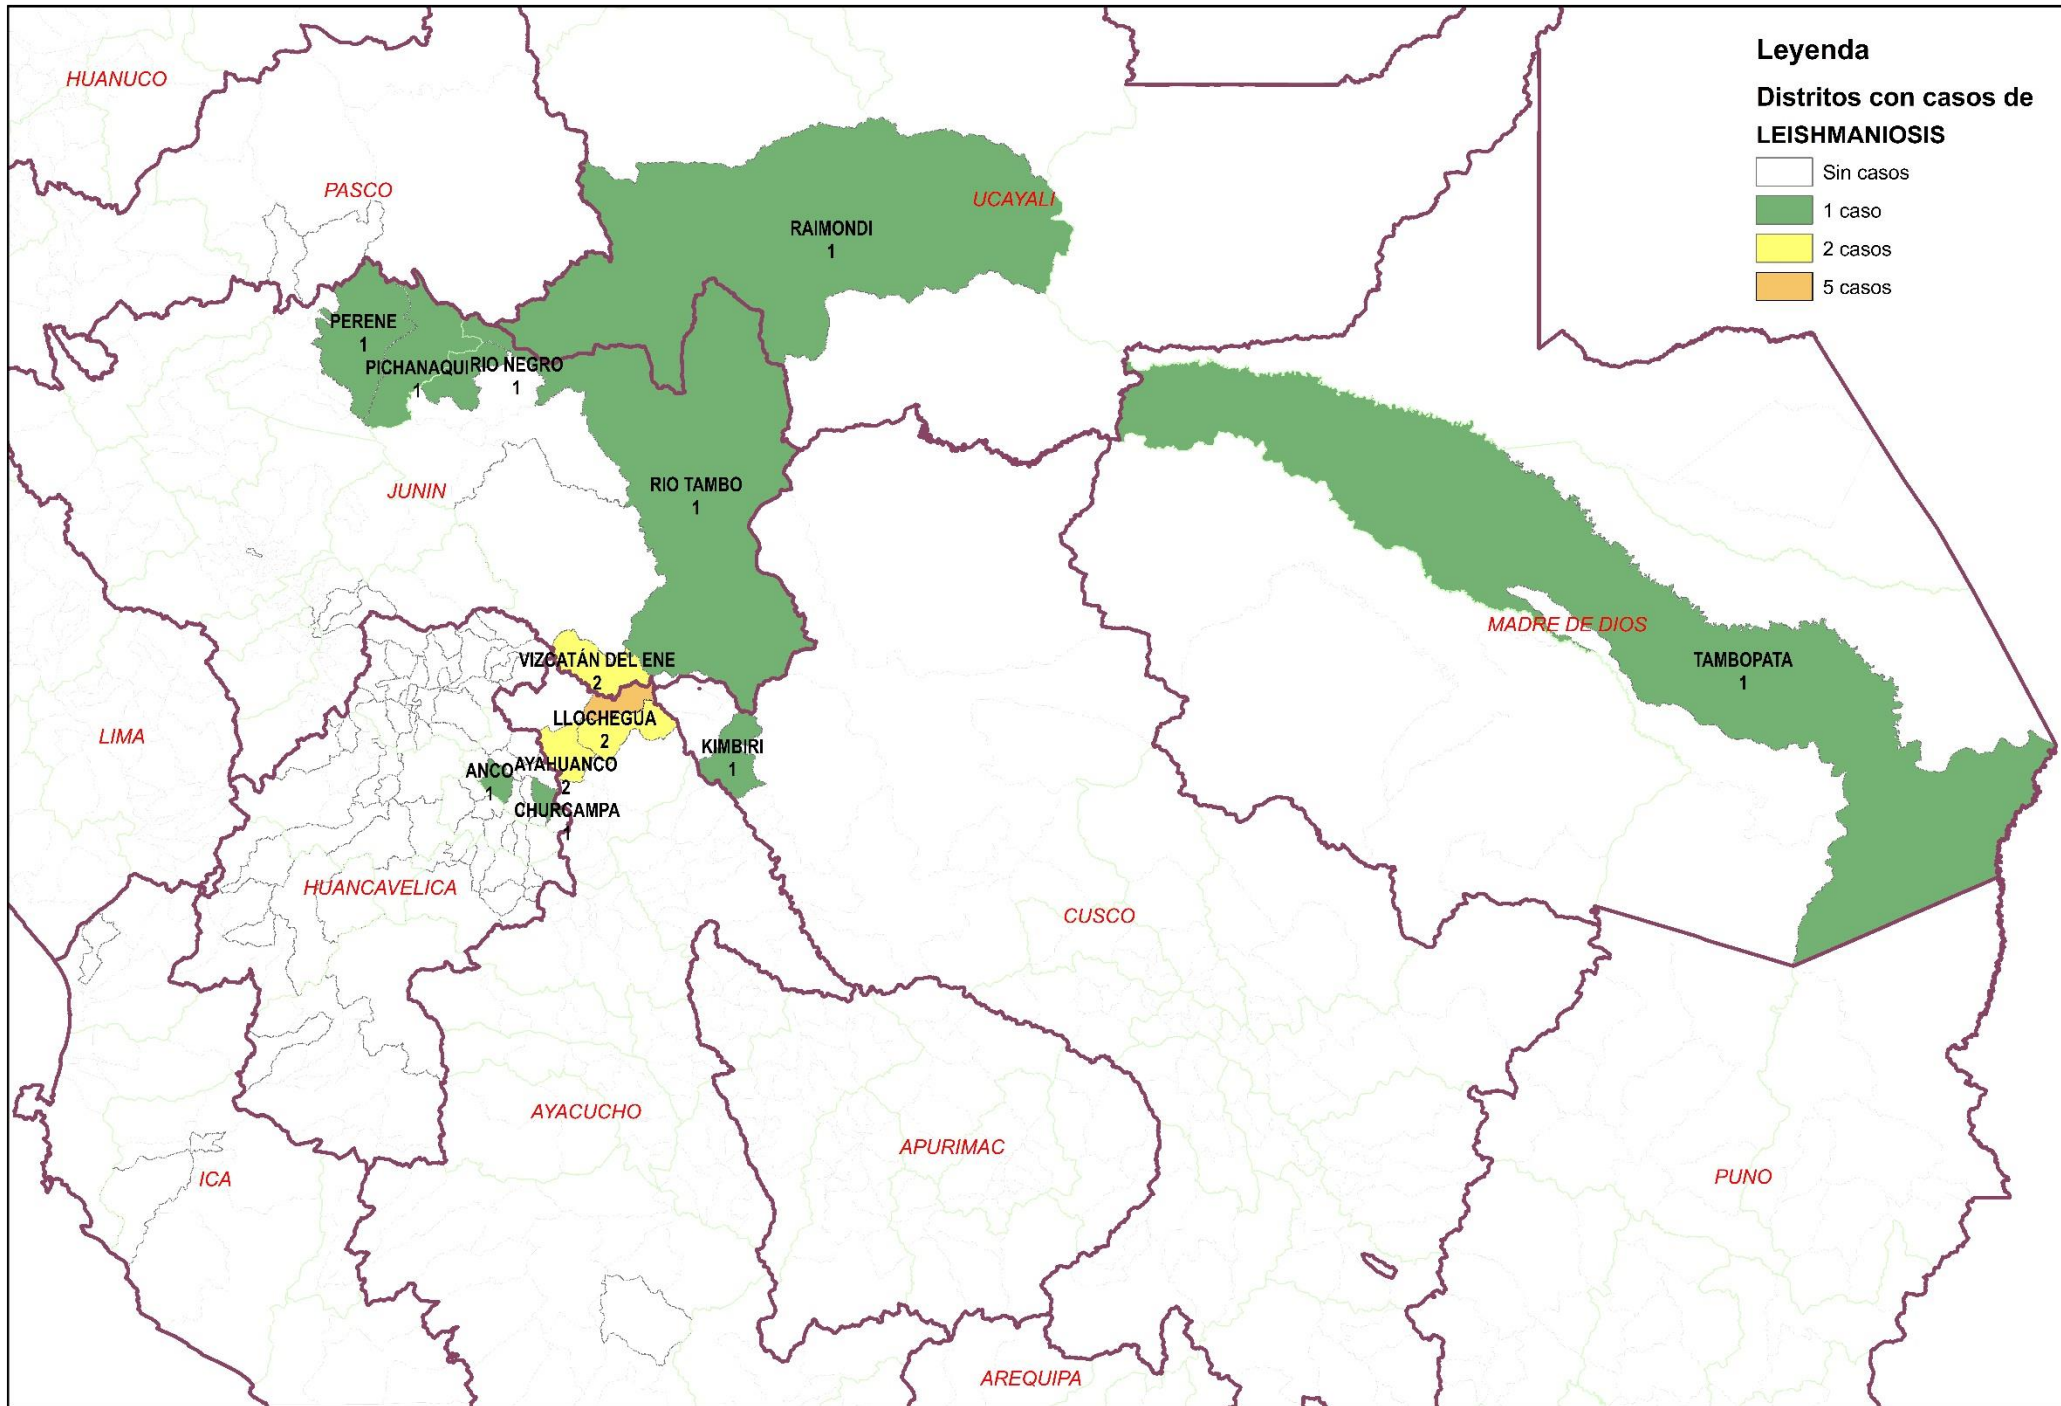 Leyenda
Distritos con casos de
LEISHMANIOSIS
Sin casos
1 caso
2 casos
5 casos
HUANUCO
PASCO
UCAYALI
RAIMONDI
1
PERENE
1
PICHANAQUI
1
RIO NEGRO
1
JUNIN
RIO TAMBO
1
MADRE DE DIOS
TAMBOPATA
1
VIZCATÁN DEL ENE
2
LLOCHEGUA
2
LIMA
KIMBIRI
1
ANCO
1
AYAHUANCO
2
CHURCAMPA
1
HUANCAVELICA
CUSCO
AYACUCHO
APURIMAC
ICA
PUNO
AREQUIPA